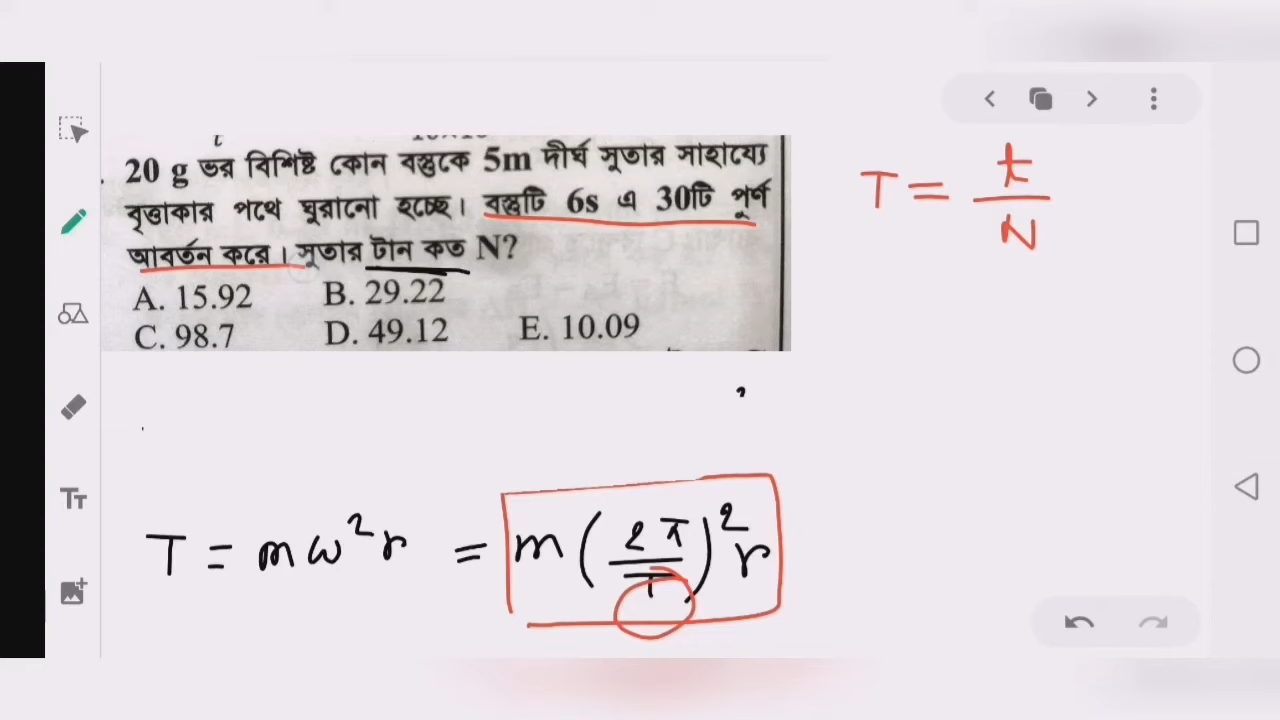 20 g ভর বিশিষ্ট কোন বস্তুকে 5m দীর্ঘ সুতার সাহায্যে
বৃত্তাকার পথে ঘুরানো হচ্ছে। বস্তুটি 6s এ 30টি পূর্ণ
আবর্তন করে। সুতার টান কত N?
A. 15.92 B. 29.22
C. 98.7 D. 49.12 E. 10.09
T = t/N
T = mω²r = m(2π/T)²r
TT